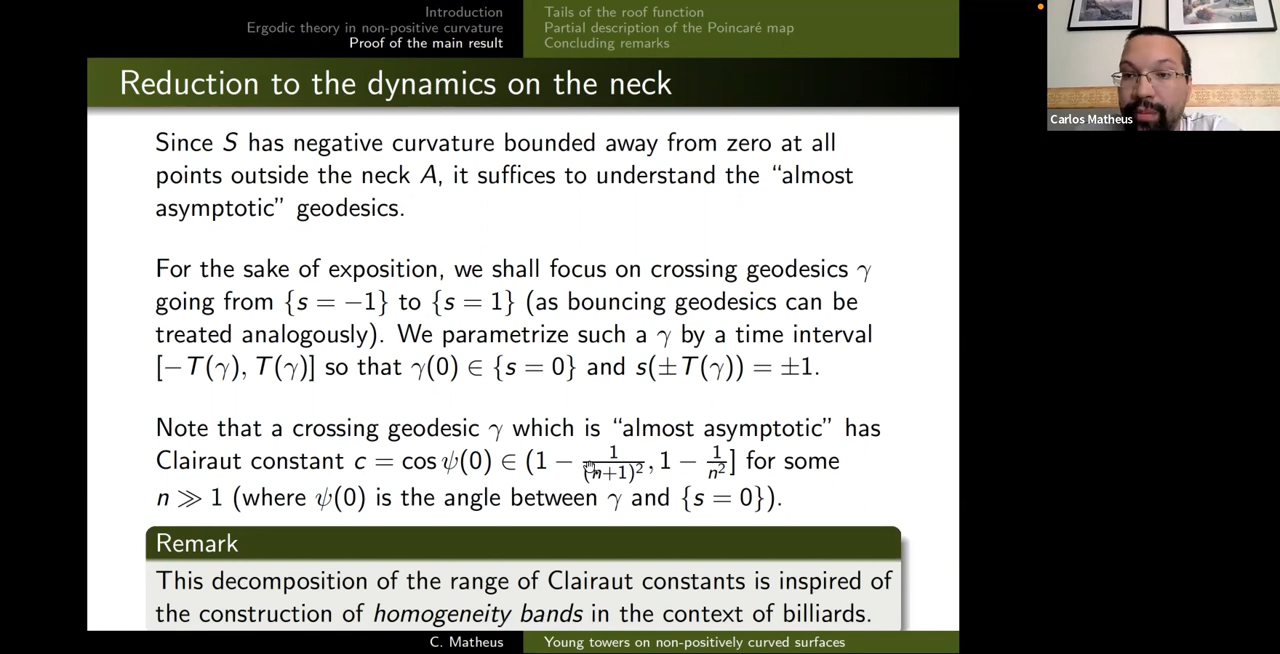 Introduction
Ergodic theory in non-positive curvature
Proof of the main result
Tails of the roof function
Partial description of the Poincaré map
Concluding remarks
Reduction to the dynamics on the neck
Since S has negative curvature bounded away from zero at all
points outside the neck A, it suffices to understand the “almost
asymptotic” geodesics.
For the sake of exposition, we shall focus on crossing geodesics γ
going from {s = −1} to {s = 1} (as bouncing geodesics can be
treated analogously). We parametrize such a γ by a time interval
[−T(γ), T(γ)] so that γ(0) ∈ {s = 0} and s(±T(γ)) = ±1.
Note that a crossing geodesic γ which is “almost asymptotic” has
Clairaut constant c = cos ψ(0) ∈ (1 − 1/(n+1)², 1 − 1/n²] for some
n ≫ 1 (where ψ(0) is the angle between γ and {s = 0}).
Remark
This decomposition of the range of Clairaut constants is inspired of
the construction of homogeneity bands in the context of billiards.
C. Matheus
Young towers on non-positively curved surfaces
Carlos Matheus